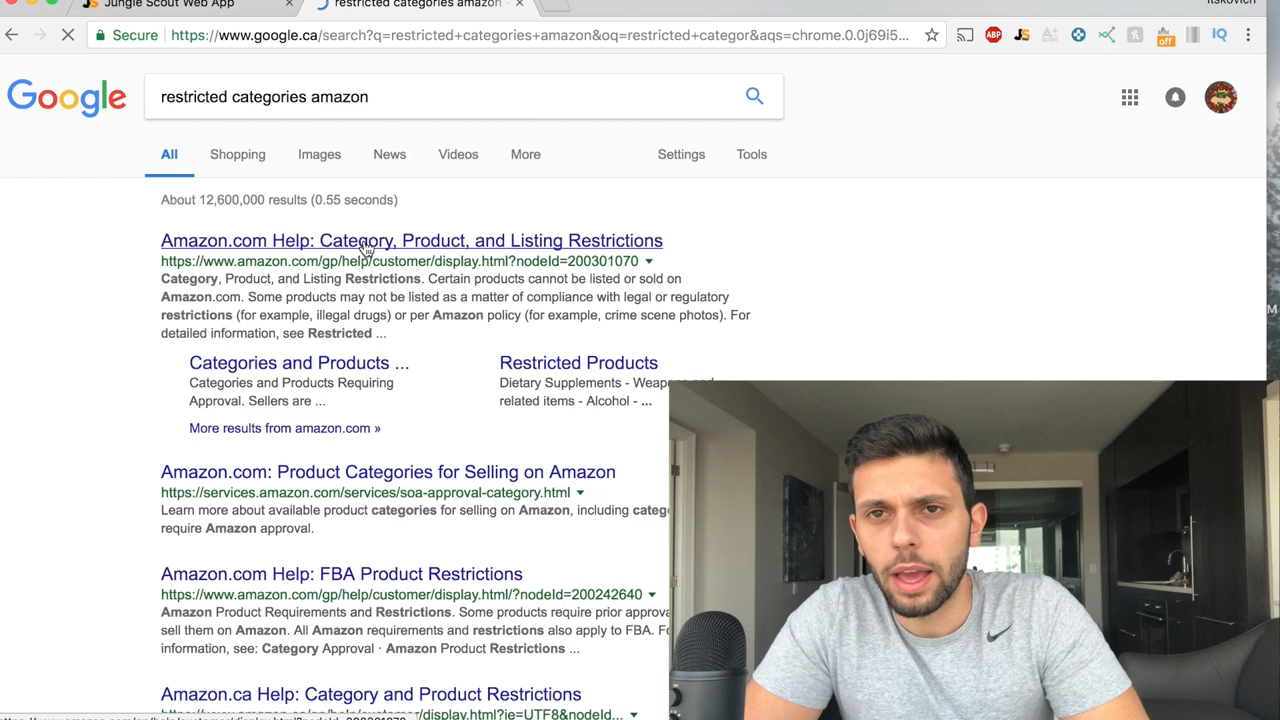 Jungle Scout Web App
restricted categories amazon
Itskovich
Secure https://www.google.ca/search?q=restricted+categories+amazon&oq=restricted+categor&aqs=chrome.0.0j69i5...
ABP
JS
A+
off
IQ
Google
restricted categories amazon
All Shopping Images News Videos More Settings Tools
About 12,600,000 results (0.55 seconds)
Amazon.com Help: Category, Product, and Listing Restrictions
https://www.amazon.com/gp/help/customer/display.html?nodeId=200301070
Category, Product, and Listing Restrictions. Certain products cannot be listed or sold on
Amazon.com. Some products may not be listed as a matter of compliance with legal or regulatory
restrictions (for example, illegal drugs) or per Amazon policy (for example, crime scene photos). For
detailed information, see Restricted ...
Categories and Products ...
Categories and Products Requiring
Approval. Sellers are ...
Restricted Products
Dietary Supplements - Weapons and
related items - Alcohol - ...
More results from amazon.com »
Amazon.com: Product Categories for Selling on Amazon
https://services.amazon.com/services/soa-approval-category.html
Learn more about available product categories for selling on Amazon, including categ
require Amazon approval.
Amazon.com Help: FBA Product Restrictions
https://www.amazon.com/gp/help/customer/display.html/?nodeId=200242640
Amazon Product Requirements and Restrictions. Some products require prior approva
sell them on Amazon. All Amazon requirements and restrictions also apply to FBA. Fo
information, see: Category Approval · Amazon Product Restrictions ...
Amazon.ca Help: Category and Product Restrictions